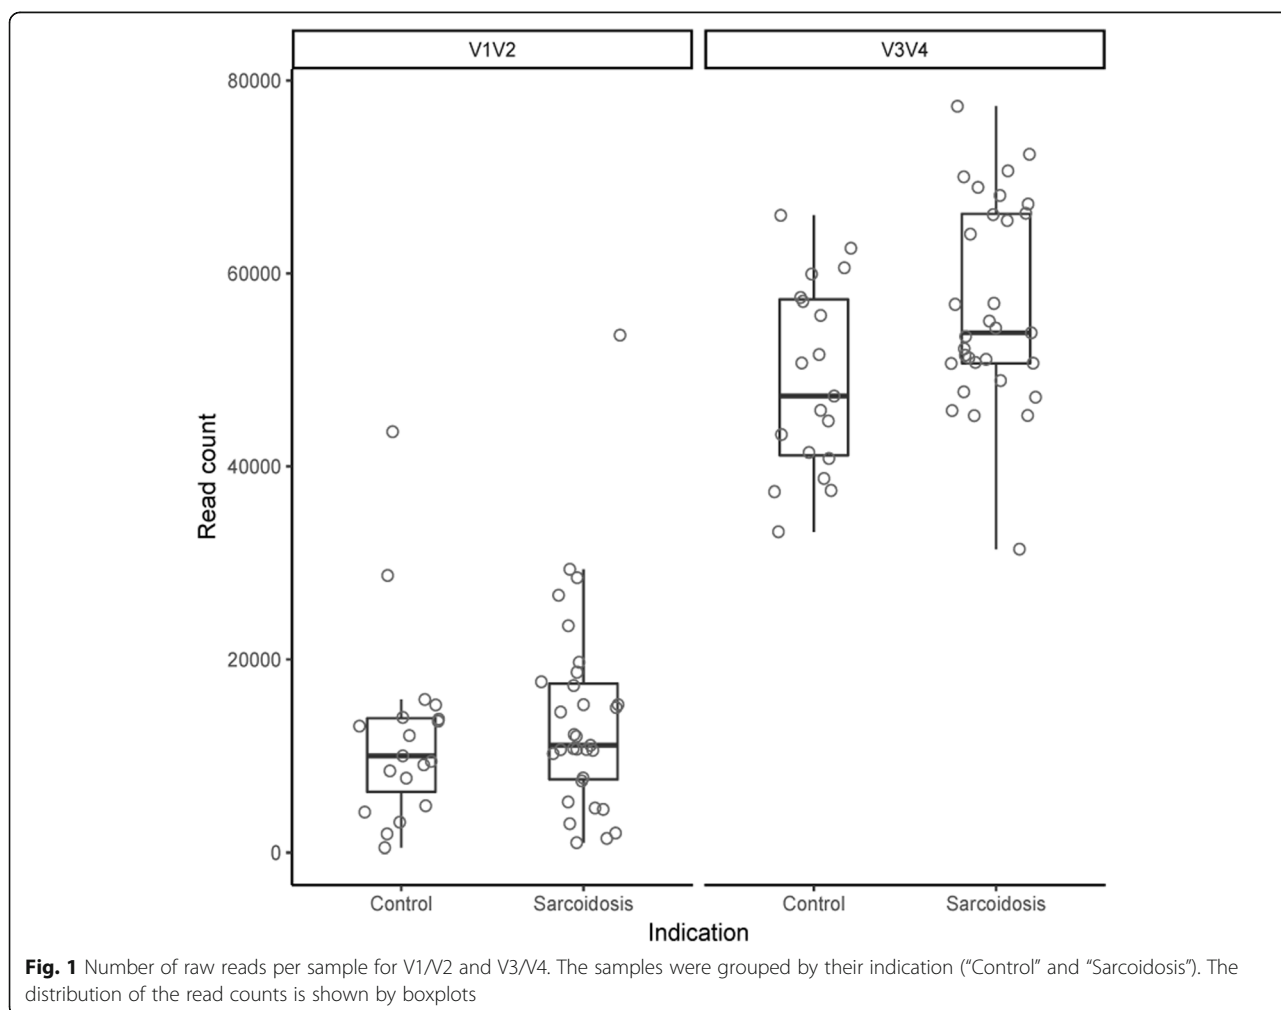 V1V2
V3V4
80000
60000
40000
20000
0
Read count
Control
Sarcoidosis
Control
Sarcoidosis
Indication
Fig. 1 Number of raw reads per sample for V1/V2 and V3/V4. The samples were grouped by their indication (“Control” and “Sarcoidosis”). The
distribution of the read counts is shown by boxplots